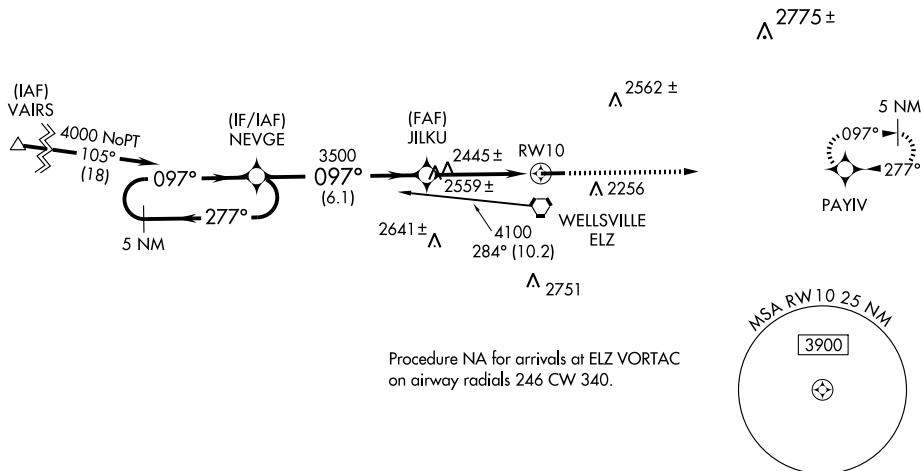 2775 ±
2562 ±
(IAF)
VAIRS
4000 NoPT
105°
(18)
(IF/IAF)
NEVGE
097°
277°
5 NM
3500
097°
(6.1)
(FAF)
JILKU
2445 ±
2559 ±
RW10
2256
WELLSVILLE
ELZ
4100
284° (10.2)
2641 ±
2751
5 NM
097°
277°
PAYIV
Procedure NA for arrivals at ELZ VORTAC
on airway radials 246 CW 340.
MSA RW10 25 NM
3900